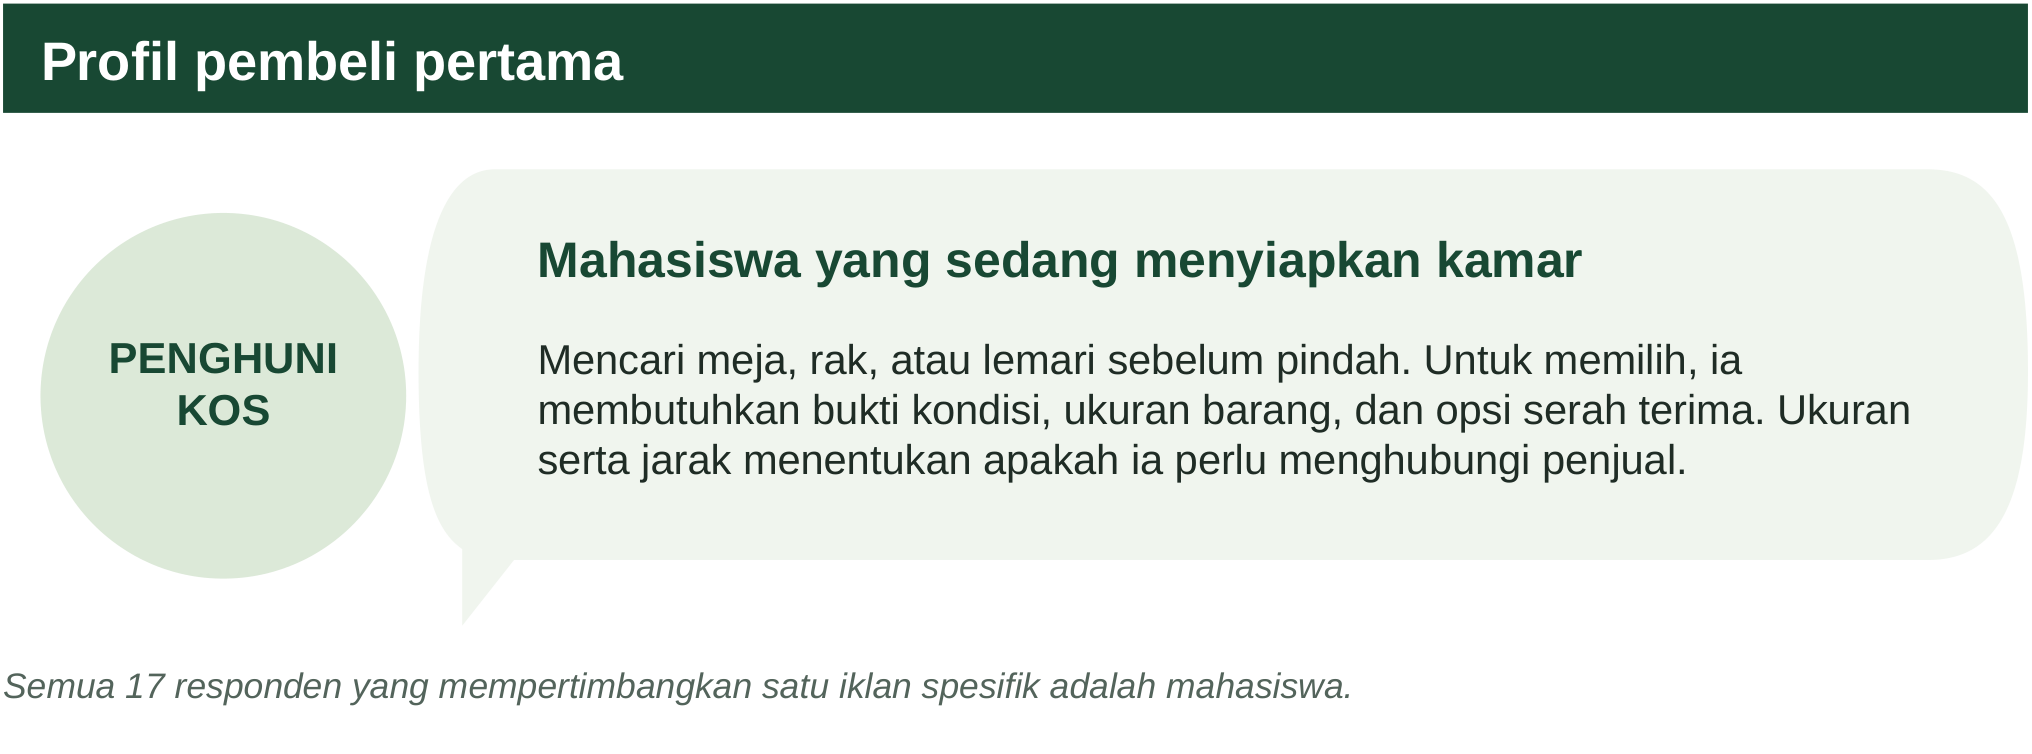 Profil pembeli pertama
PENGHUNI
KOS
Mahasiswa yang sedang menyiapkan kamar
Mencari meja, rak, atau lemari sebelum pindah. Untuk memilih, ia
membutuhkan bukti kondisi, ukuran barang, dan opsi serah terima. Ukuran
serta jarak menentukan apakah ia perlu menghubungi penjual.
Semua 17 responden yang mempertimbangkan satu iklan spesifik adalah mahasiswa.